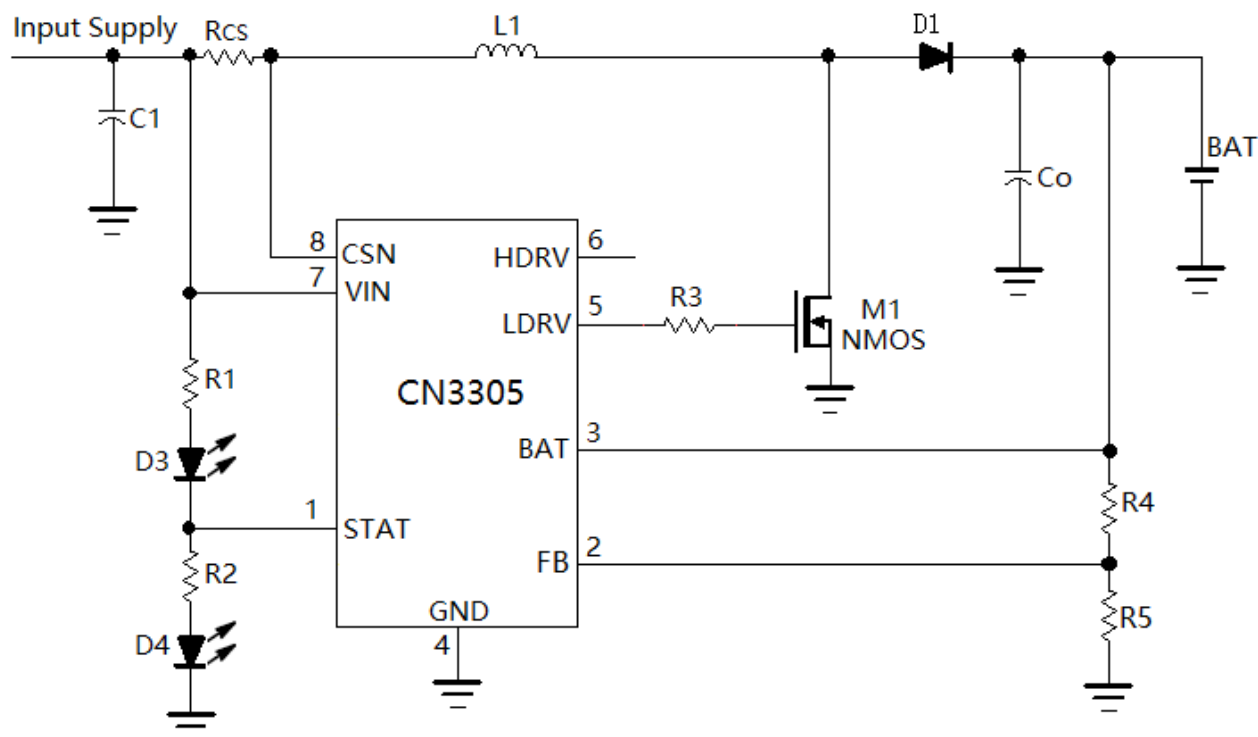 Input Supply
RCS
L1
D1
C1
BAT
Co
8
CSN
HDRV
6
7
VIN
R3
5
LDRV
M1
NMOS
R1
CN3305
D3
BAT
3
1
STAT
R4
R2
FB
2
GND
R5
D4
4